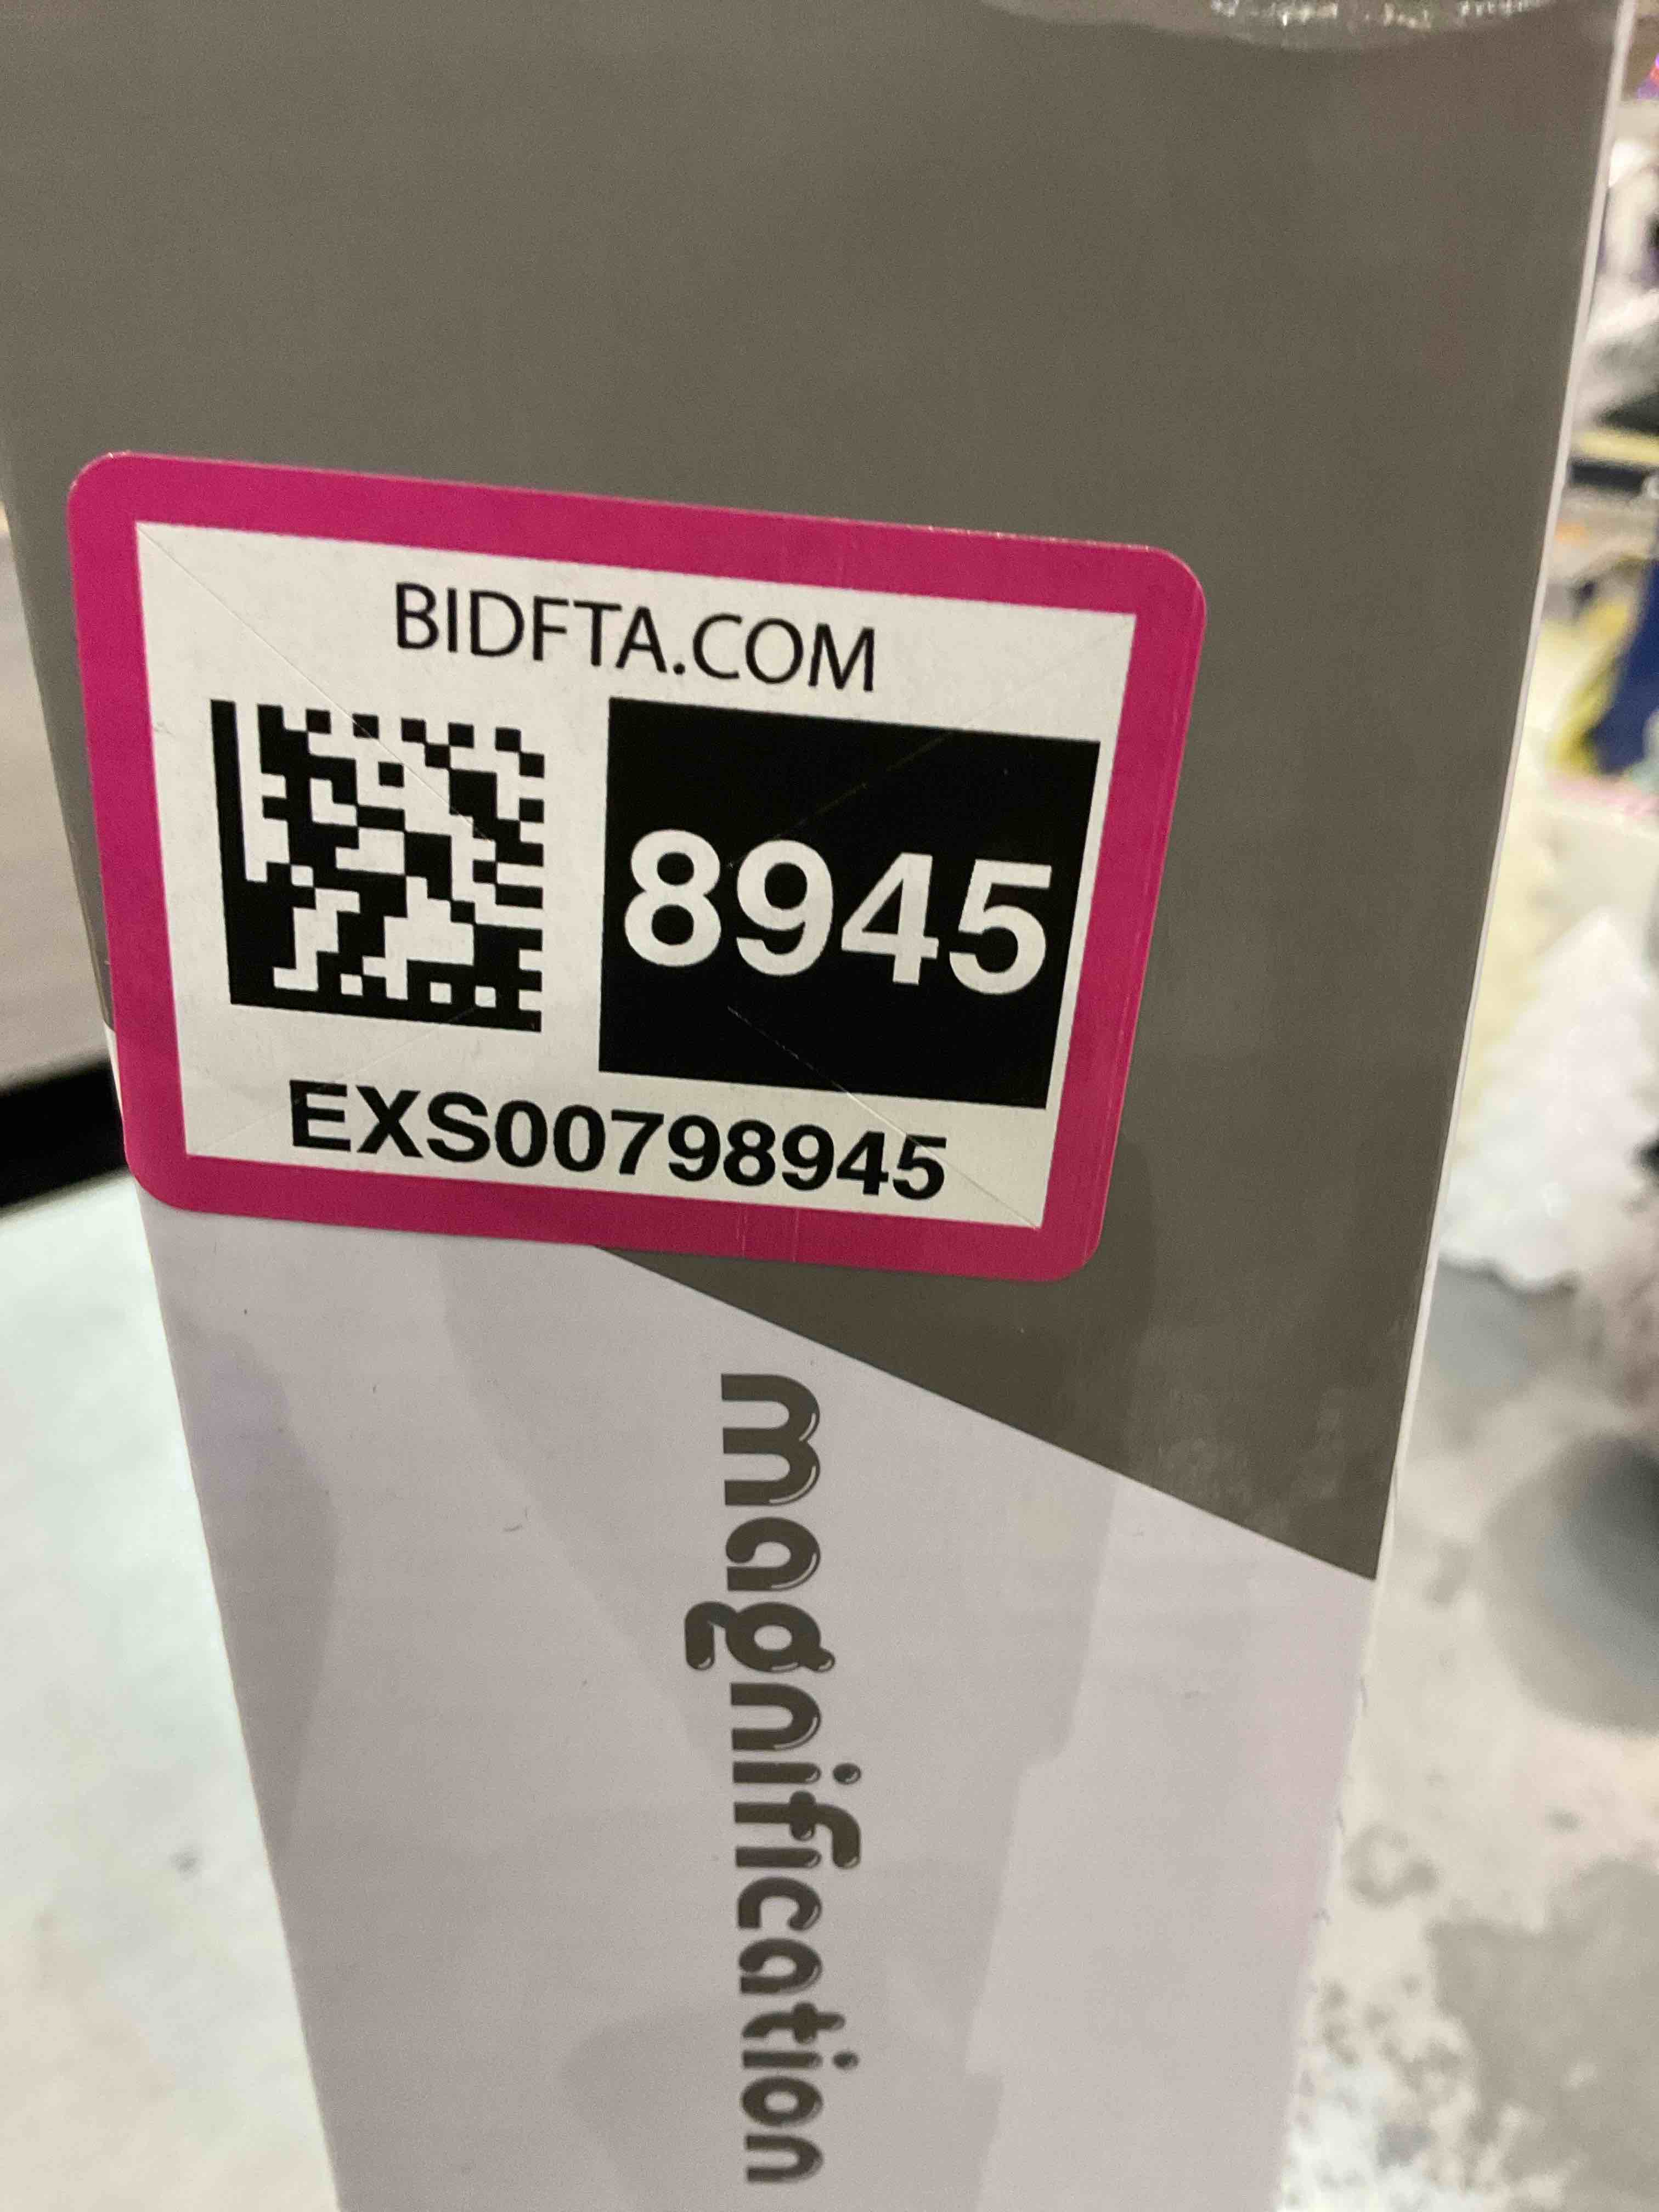 BIDFTA.COM
8945
EXS00798945
magnification